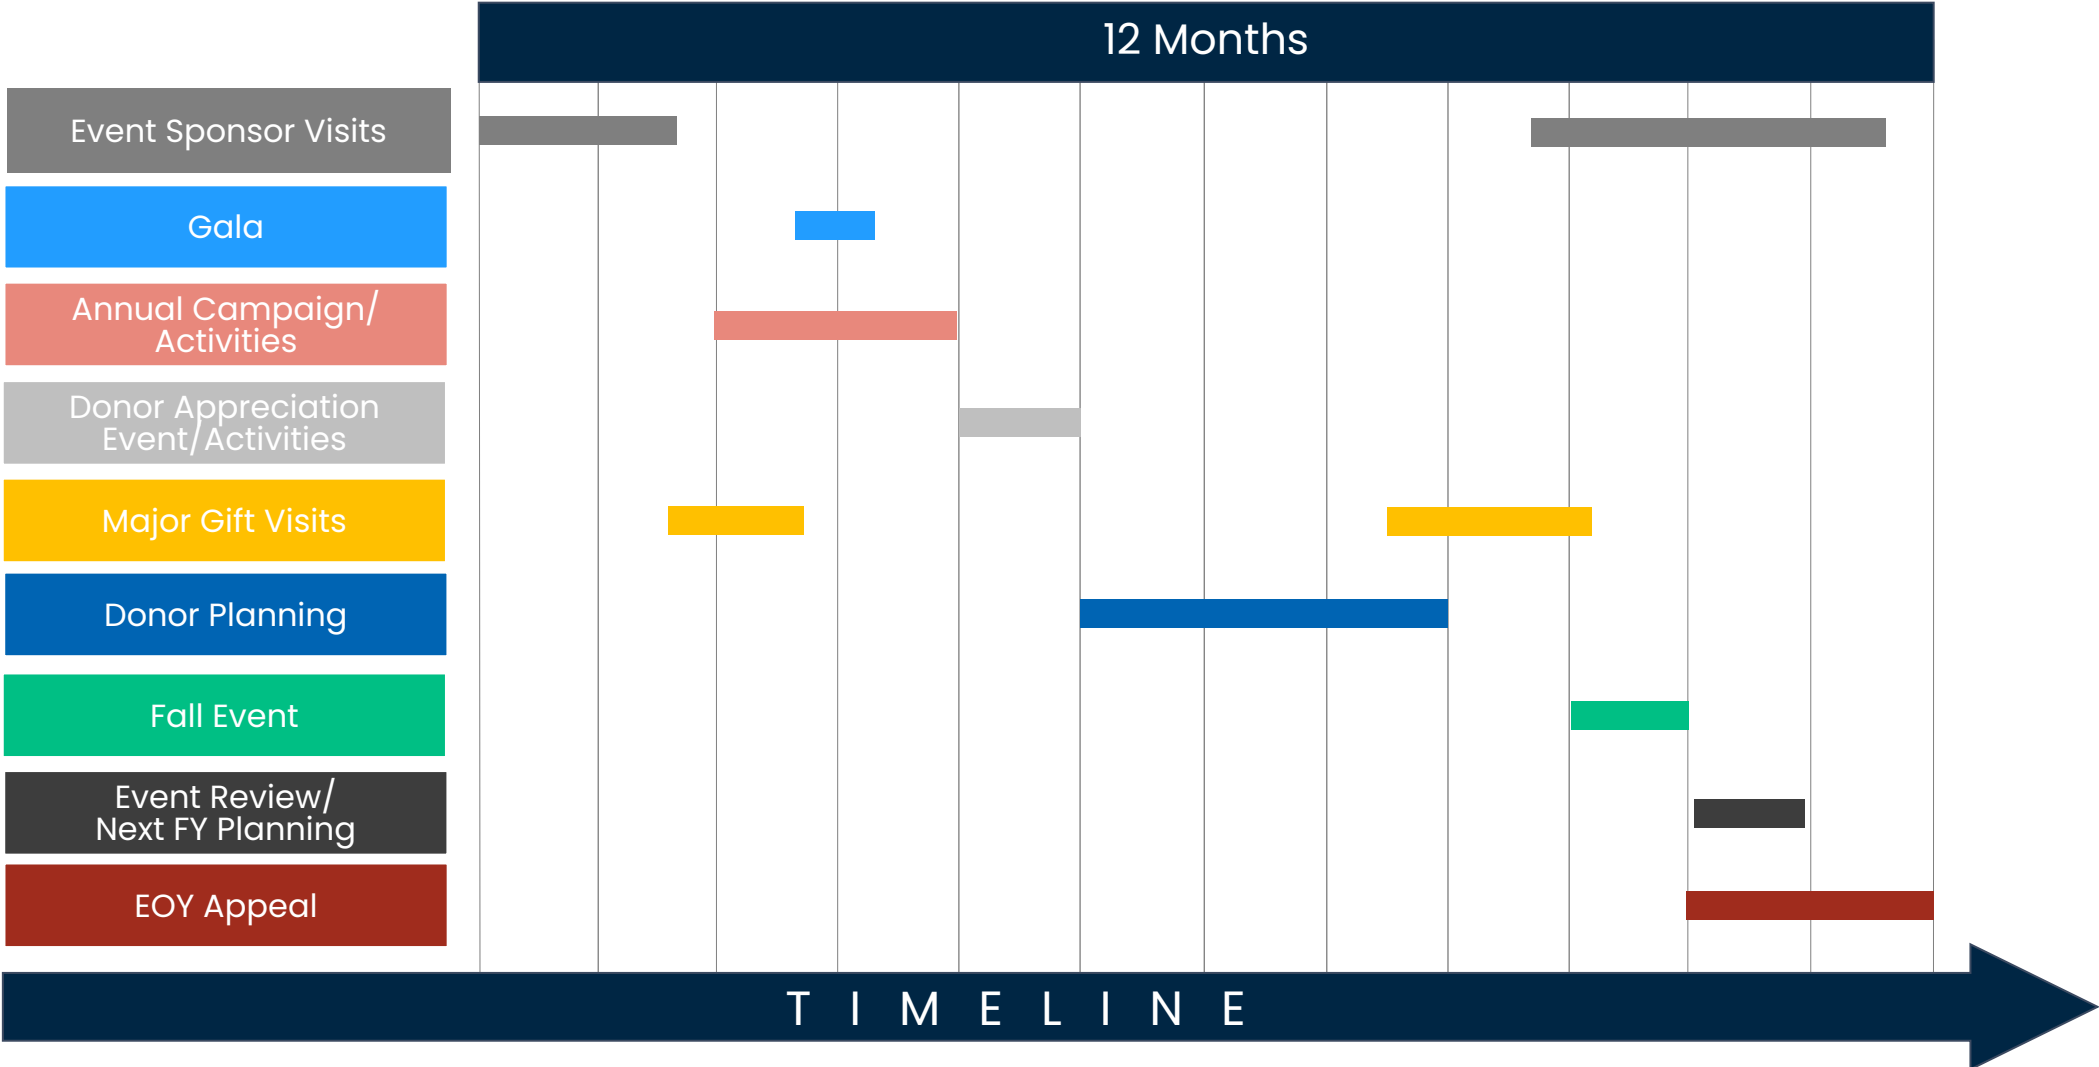 12 Months
Event Sponsor Visits
Gala
Annual Campaign/
Activities
Donor Appreciation
Event/Activities
Major Gift Visits
Donor Planning
Fall Event
Event Review/
Next FY Planning
EOY Appeal
TIMELINE